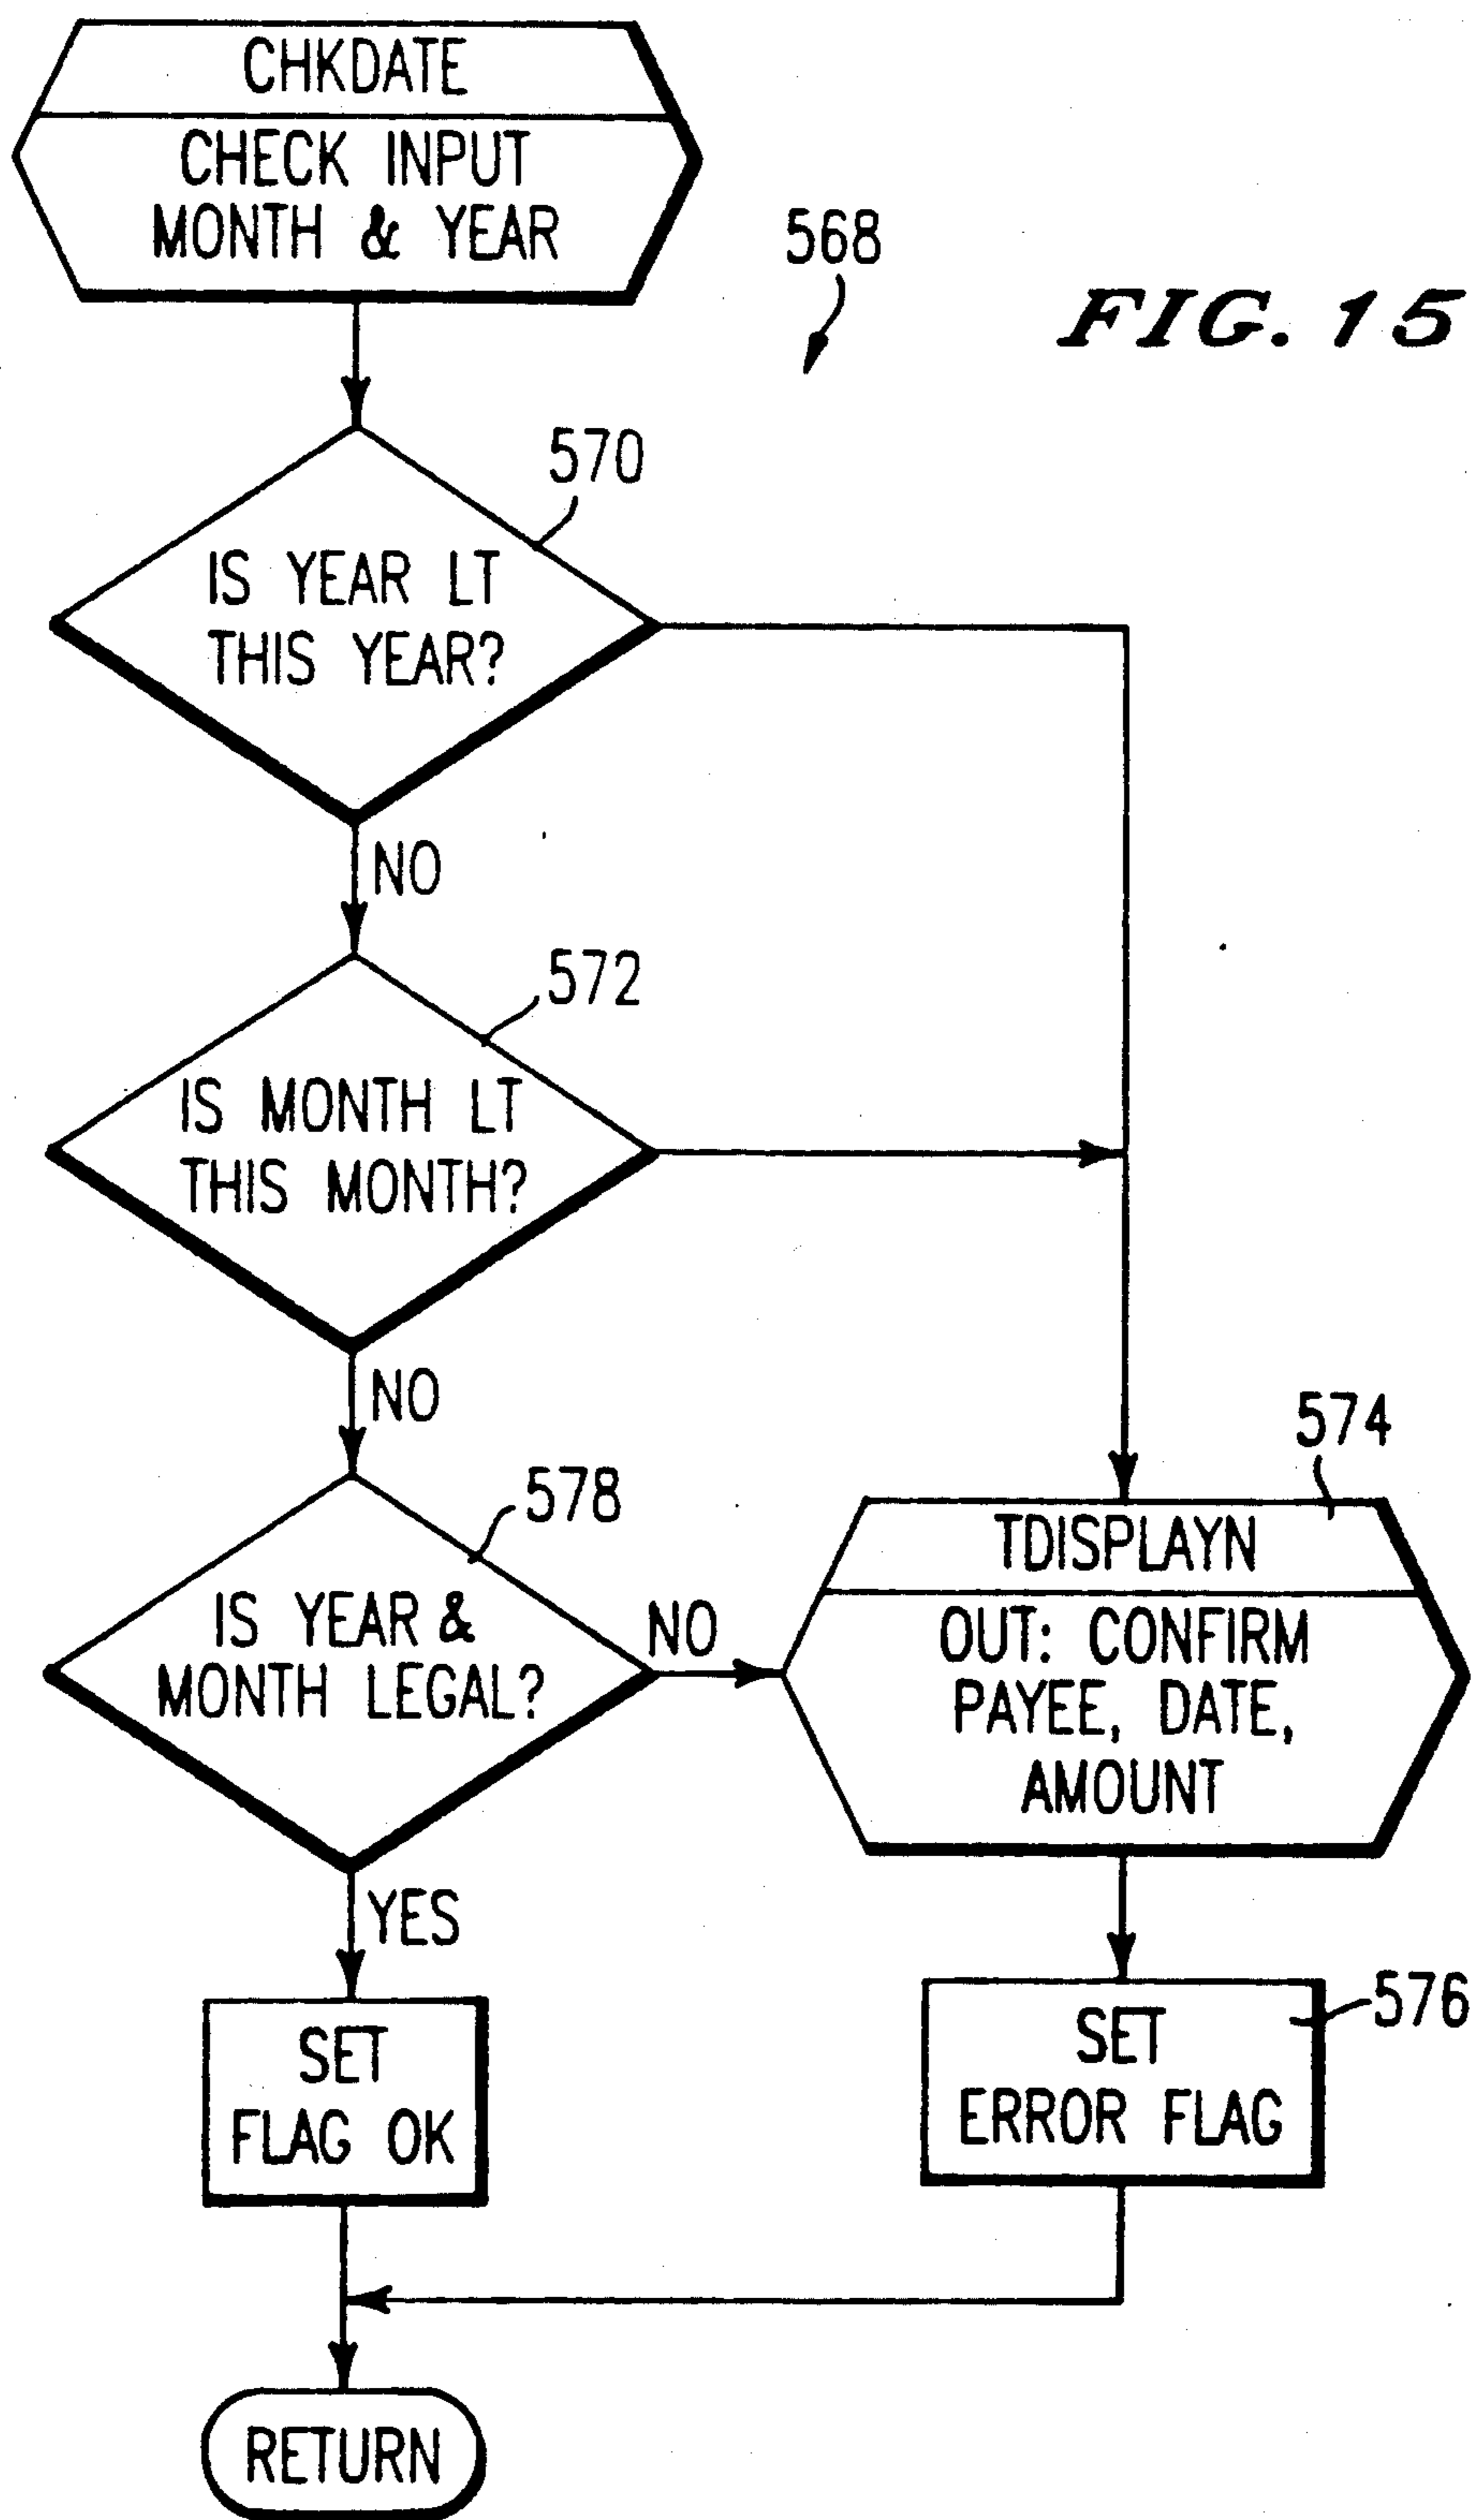 CHKDATE
CHECK INPUT
MONTH & YEAR
568
FIG. 15
570
IS YEAR LT
THIS YEAR?
NO
572
IS MONTH LT
THIS MONTH?
NO
574
578
IS YEAR &
MONTH LEGAL?
NO
TDISPLAYN
OUT: CONFIRM
PAYEE, DATE,
AMOUNT
YES
SET
FLAG OK
576
SET
ERROR FLAG
RETURN